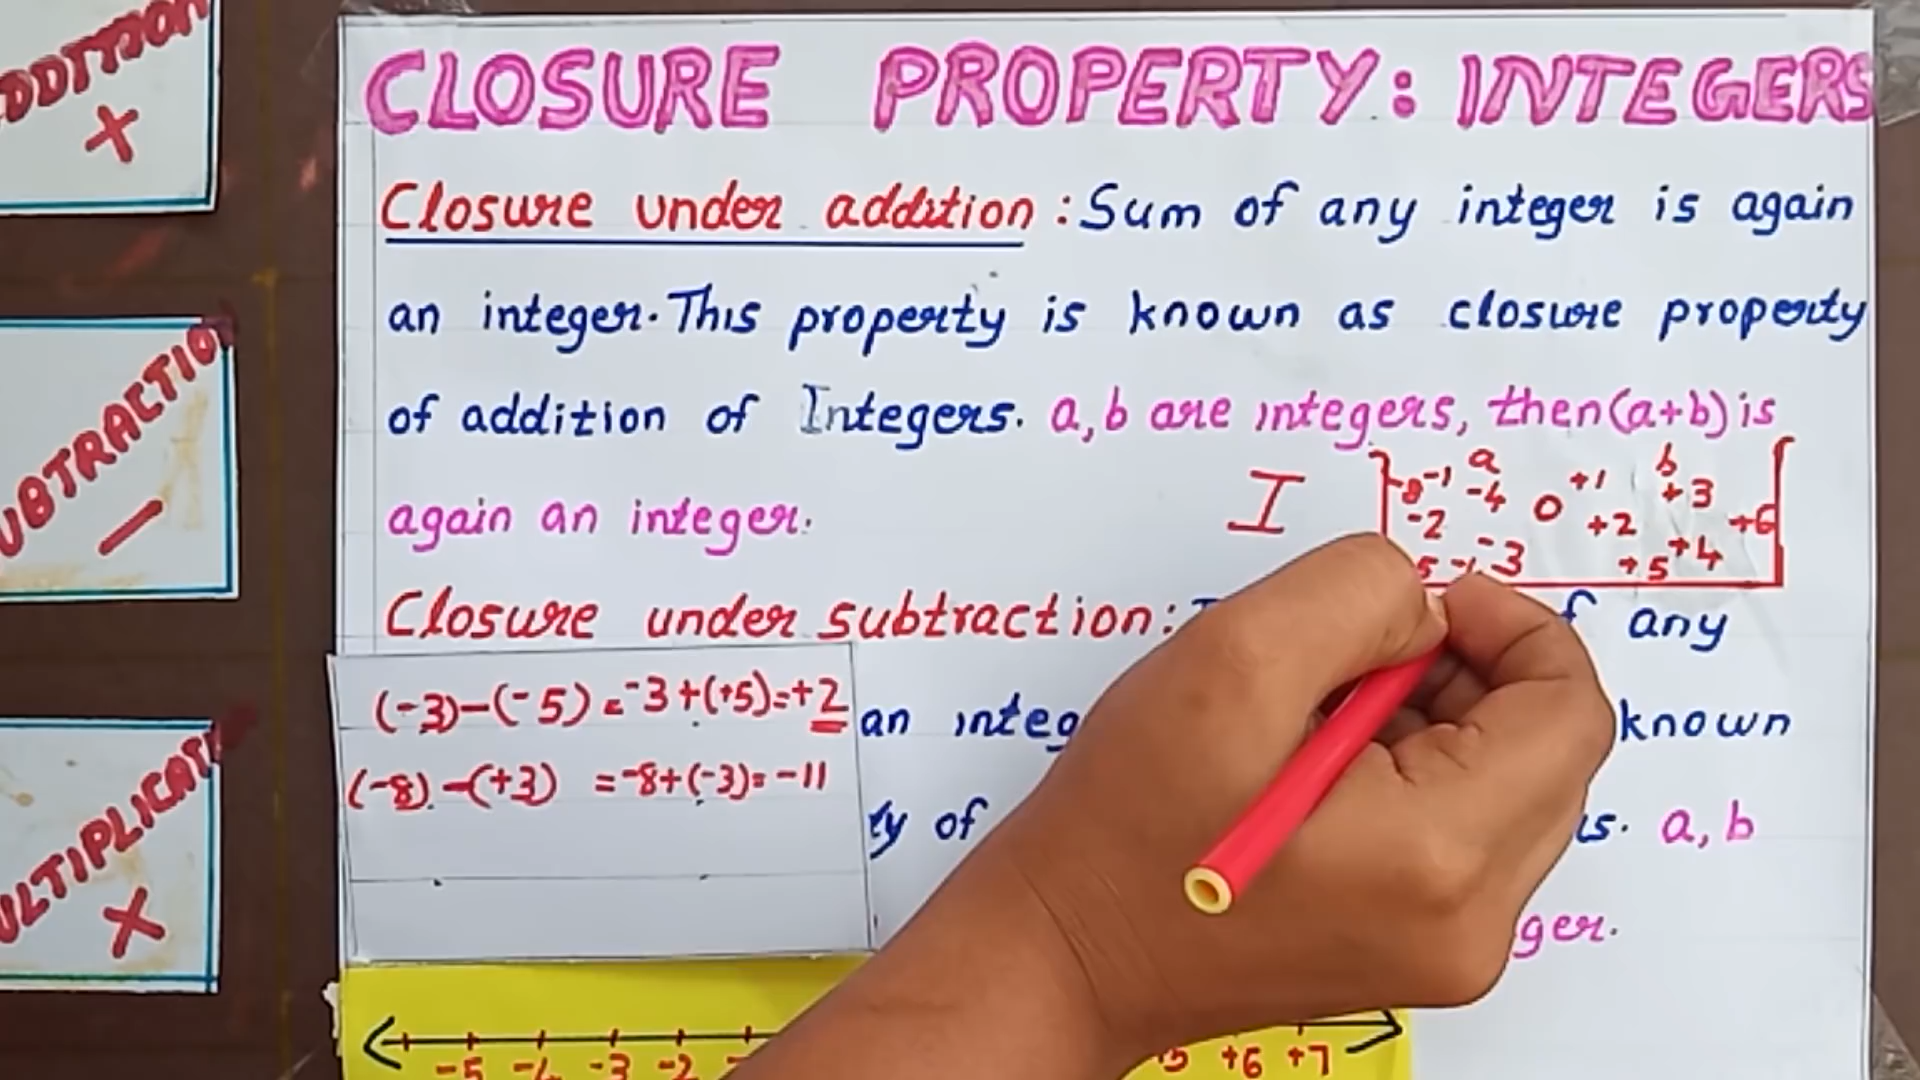 CLOSURE PROPERTY: INTEGERS
Closure under addition : Sum of any integer is again
an integer. This property is known as closure property
of addition of Integers. a, b are integers, then (a+b) is
again an integer.
I
a b
-8 -1 -4 0 +1 +3
-2 +2 +6
5 -3 +5 +4
Closure under subtraction: any
an known
of a, b
(-3)-(-5) = -3+(+5)=+2
(-8)-(+3) = -8+(-3)= -11
-5 -4 -3 -2 +6 +7
+
-
X